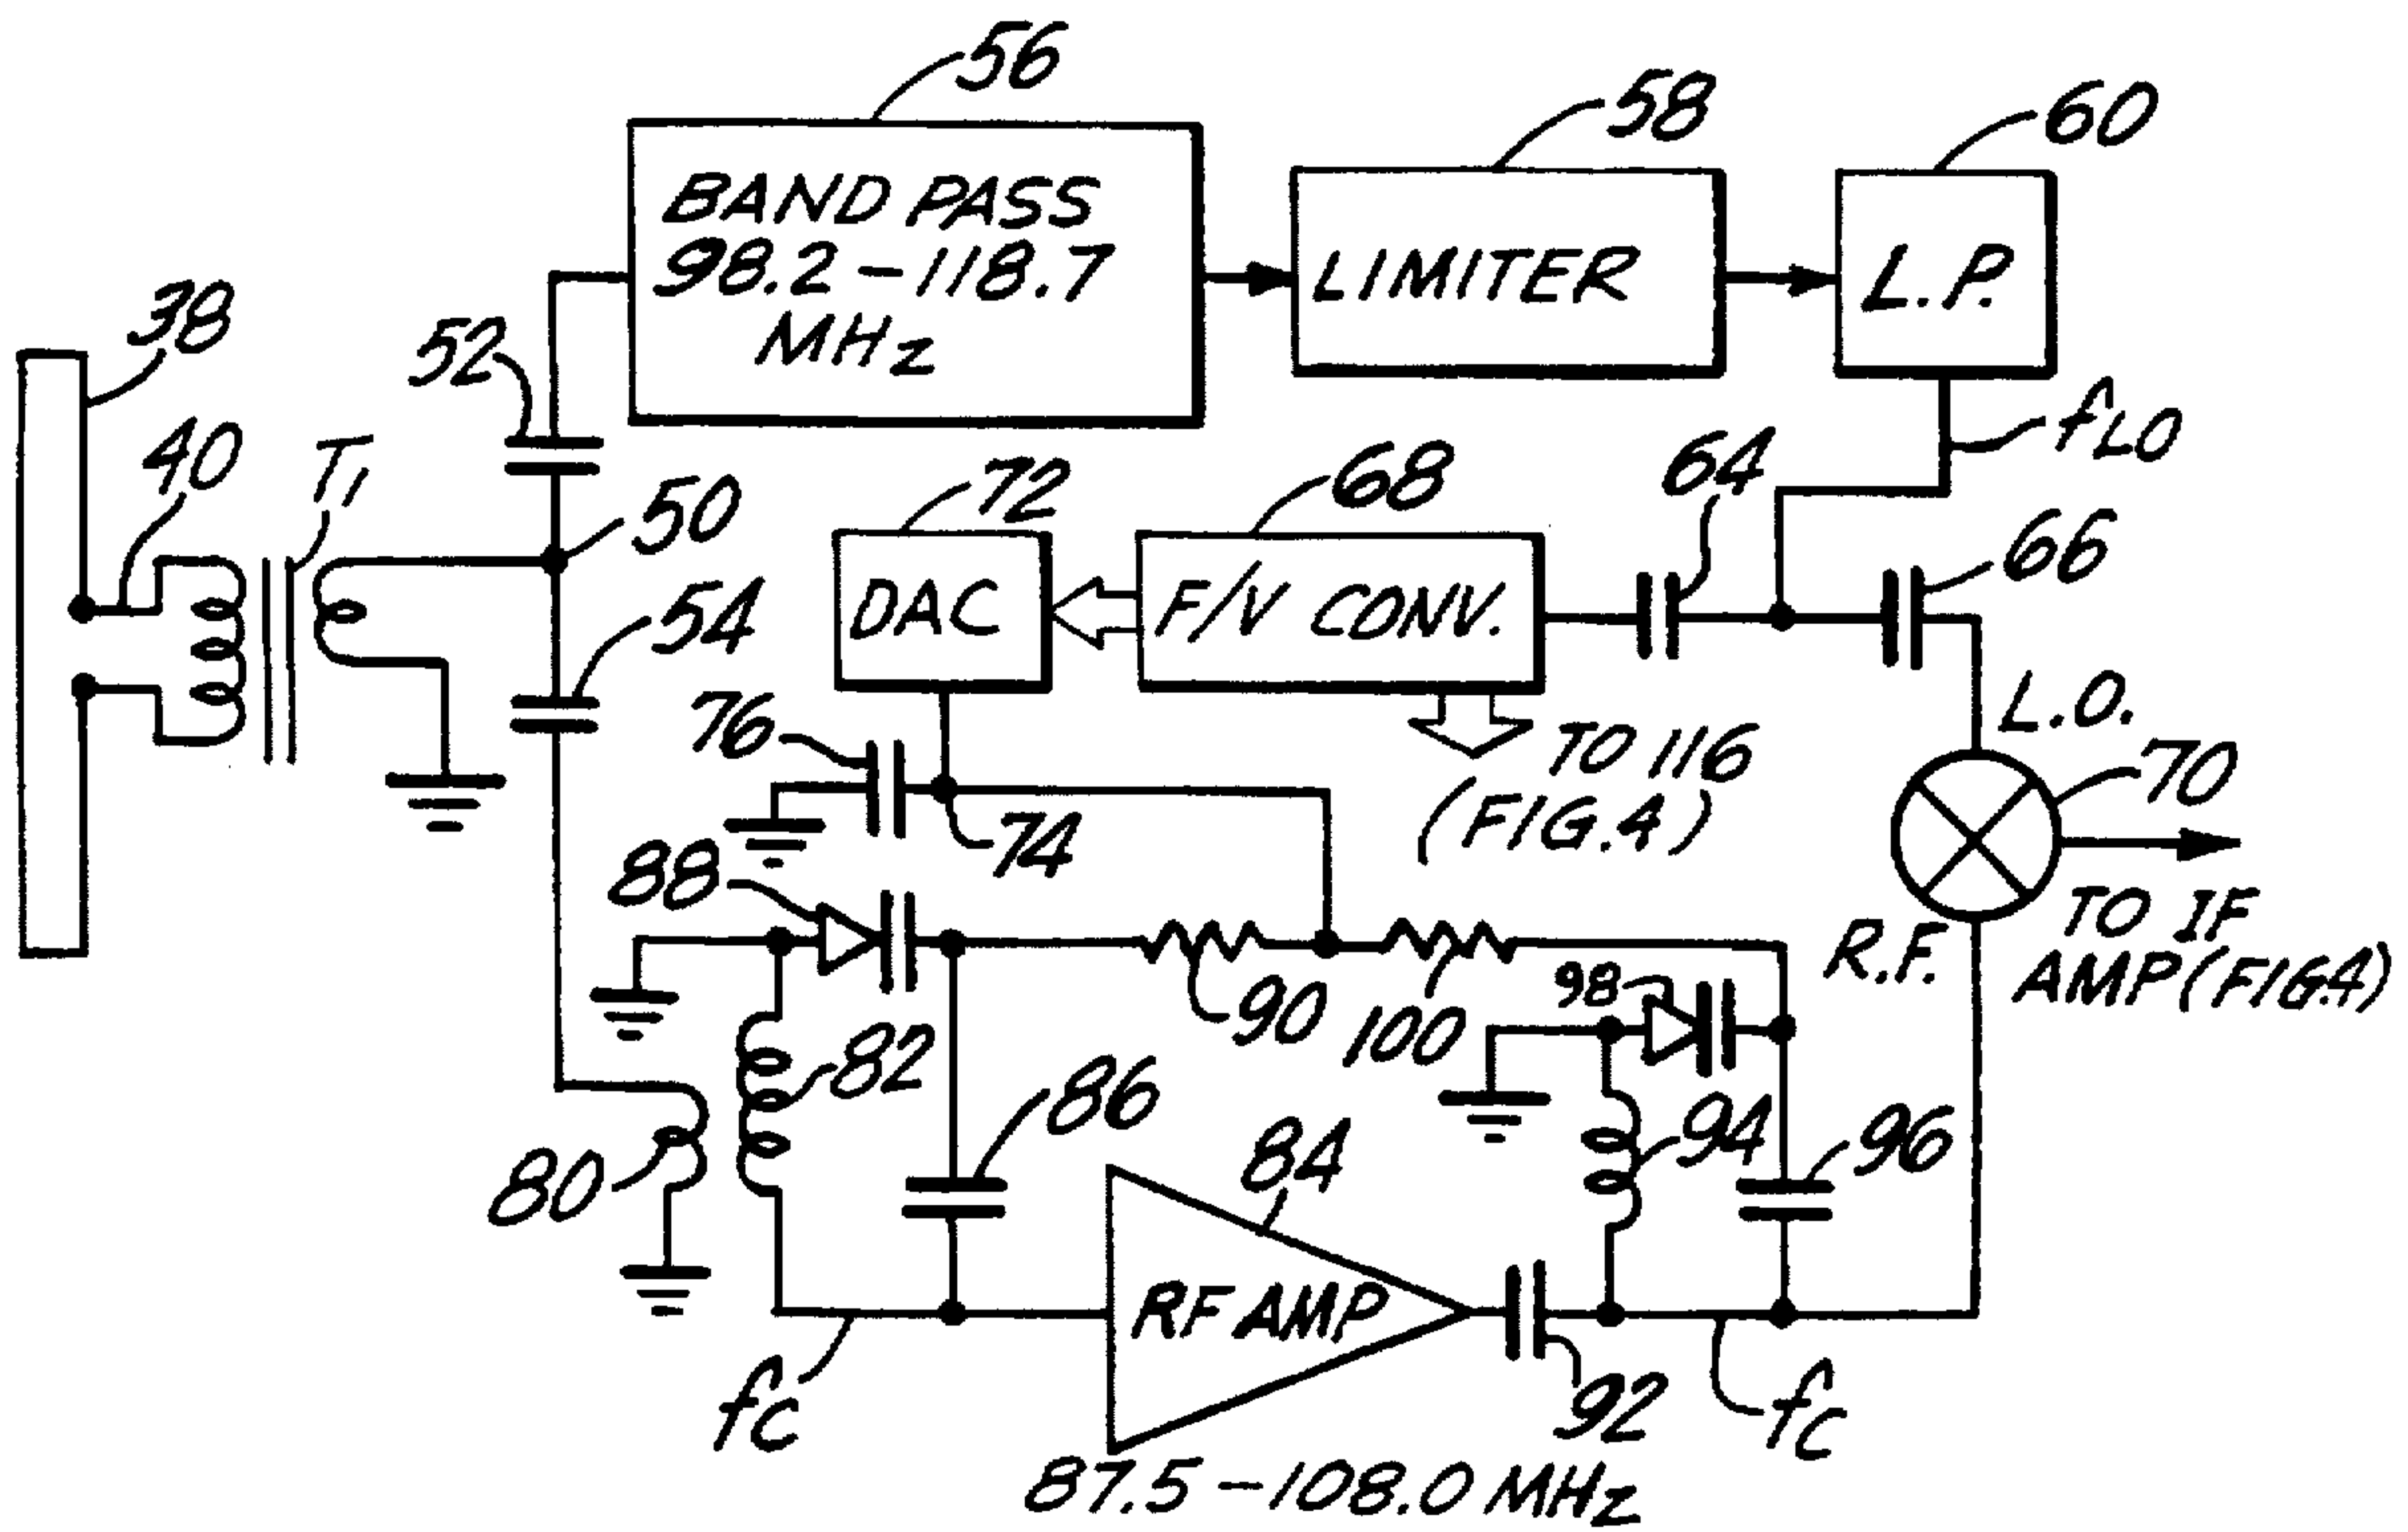 56
58
60
BAND PASS
98.2-118.7
MHz
LIMITER
L.P.
38
52
fLO
40
T1
50
72
68
64
66
54
DAC
F/V CONV.
76
TO 116
(FIG.4)
L.O.
70
74
88
R.F.
TO IF
AMP(FIG.4)
90
100
98
82
86
94
96
80
84
RF AMP
fC
92
fC
87.5-108.0 MHz